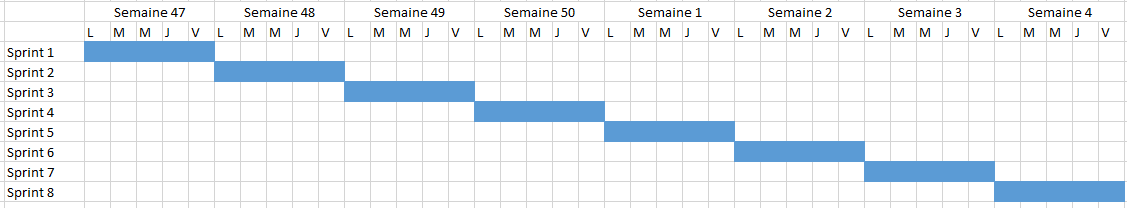 Semaine 47 Semaine 48 Semaine 49 Semaine 50 Semaine 1 Semaine 2 Semaine 3 Semaine 4
L M M J V L M M J V L M M J V L M M J V L M M J V L M M J V L M M J V L M M J V
Sprint 1
Sprint 2
Sprint 3
Sprint 4
Sprint 5
Sprint 6
Sprint 7
Sprint 8